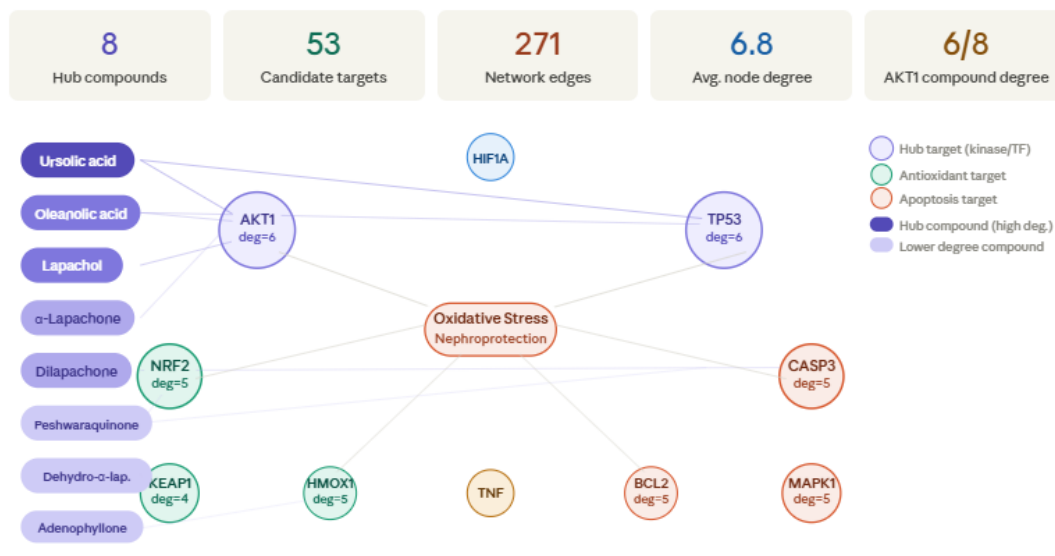 8
Hub compounds
53
Candidate targets
271
Network edges
6.8
Avg. node degree
6/8
AKT1 compound degree
Ursolic acid
Oleanolic acid
Lapachol
α-Lapachone
Dilapachone
Peshwaraquinone
Dehydro-α-lap.
Adenophyllone
HIF1A
AKT1
deg=6
TP53
deg=6
Oxidative Stress
Nephroprotection
NRF2
deg=5
CASP3
deg=5
KEAP1
deg=4
HMOX1
deg=5
TNF
BCL2
deg=5
MAPK1
deg=5
Hub target (kinase/TF)
Antioxidant target
Apoptosis target
Hub compound (high deg.)
Lower degree compound